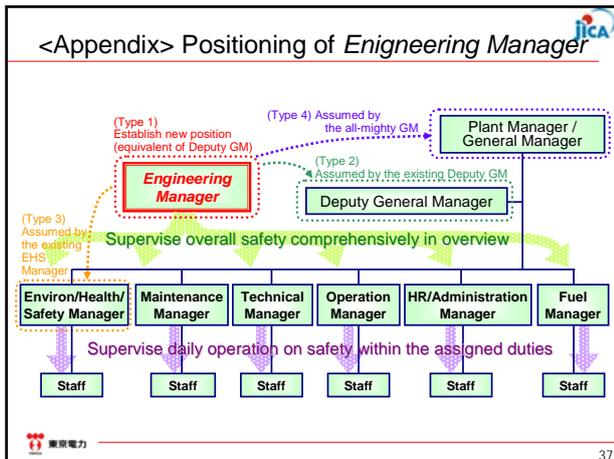 <Appendix> Positioning of Enigneering Manager
jica
(Type 4) Assumed by
the all-mighty GM
Plant Manager /
General Manager
(Type 1)
Establish new position
(equivalent of Deputy GM)
Engineering
Manager
(Type 2)
Assumed by the existing Deputy GM
Deputy General Manager
(Type 3)
Assumed by
the existing
EHS
Manager
Supervise overall safety comprehensively in overview
Environ/Health/
Safety Manager
Maintenance
Manager
Technical
Manager
Operation
Manager
HR/Administration
Manager
Fuel
Manager
Supervise daily operation on safety within the assigned duties
Staff
Staff
Staff
Staff
Staff
Staff
東京電力
37